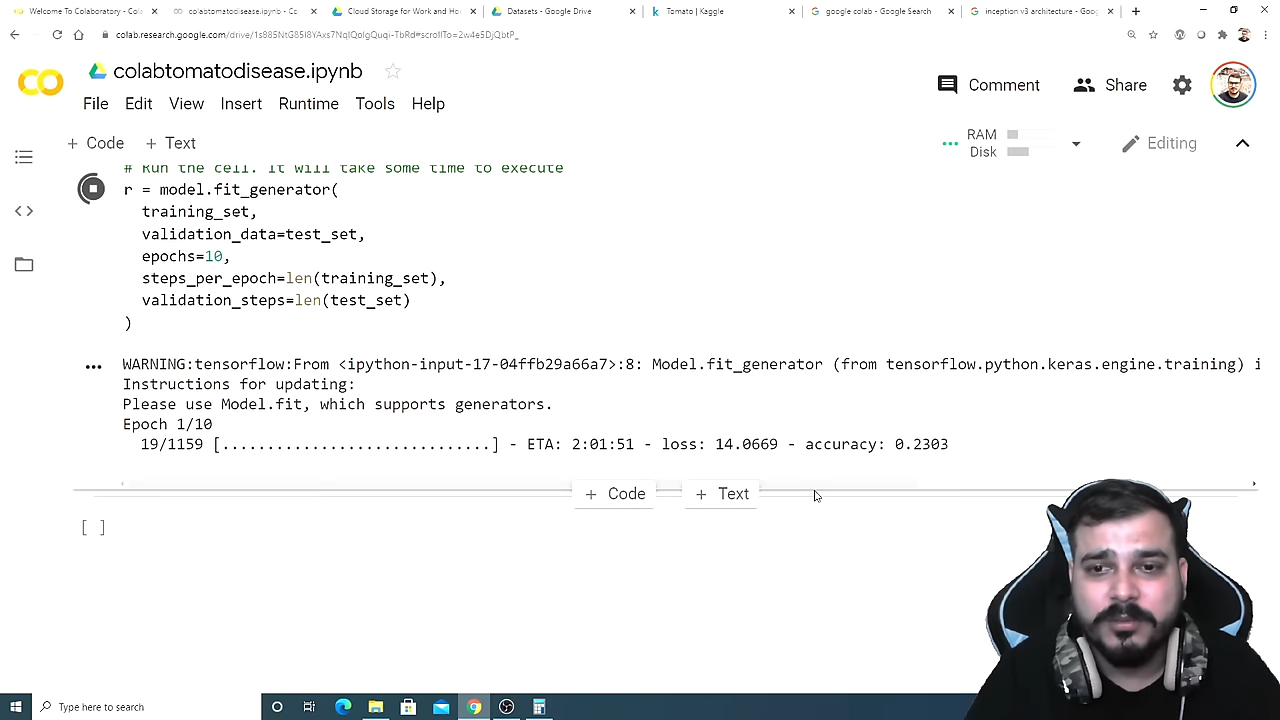 Welcome To Colaboratory - Co
colabtomatodisease.ipynb - Co
Cloud Storage for Work and Ho
Datasets - Google Drive
Tomato | Kaggle
google colab - Google Search
inception v3 architecture - Goo
colab.research.google.com/drive/
colabtomatodisease.ipynb
Comment
Share
File Edit View Insert Runtime Tools Help
+ Code + Text
RAM
Disk
Editing
# Run the cell. It will take some time to execute
r = model.fit_generator(
training_set,
validation_data=test_set,
epochs=10,
steps_per_epoch=len(training_set),
validation_steps=len(test_set)
)
WARNING:tensorflow:From <ipython-input-17-04ffb29a66a7>:8: Model.fit_generator (from tensorflow.python.keras.engine.training) i
Instructions for updating:
Please use Model.fit, which supports generators.
Epoch 1/10
19/1159 [..............................] - ETA: 2:01:51 - loss: 14.0669 - accuracy: 0.2303
+ Code + Text
[ ]
Type here to search